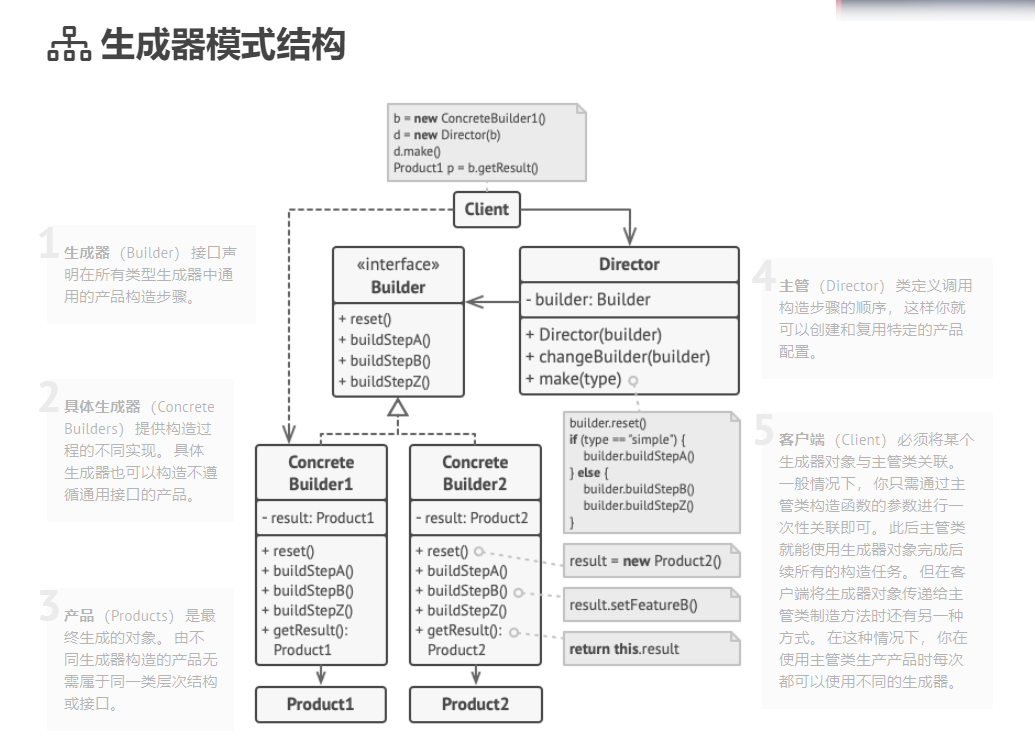 生成器模式结构
b = new ConcreteBuilder1()
d = new Director(b)
d.make()
Product1 p = b.getResult()
Client
1
生成器 （Builder） 接口声
明在所有类型生成器中通
用的产品构造步骤。
«interface»
Builder
+ reset()
+ buildStepA()
+ buildStepB()
+ buildStepZ()
Director
- builder: Builder
+ Director(builder)
+ changeBuilder(builder)
+ make(type)
4
主管 （Director） 类定义调用
构造步骤的顺序， 这样你就
可以创建和复用特定的产品
配置。
2
具体生成器 （Concrete
Builders） 提供构造过
程的不同实现。 具体
生成器也可以构造不遵
循通用接口的产品。
builder.reset()
if (type == "simple") {
builder.buildStepA()
} else {
builder.buildStepB()
builder.buildStepZ()
}
5
客户端 （Client） 必须将某个
生成器对象与主管类关联。
一般情况下， 你只需通过主
管类构造函数的参数进行一
次性关联即可。 此后主管类
就能使用生成器对象完成后
续所有的构造任务。 但在客
户端将生成器对象传递给主
管类制造方法时还有另一种
方式。 在这种情况下， 你在
使用主管类生产产品时每次
都可以使用不同的生成器。
Concrete
Builder1
- result: Product1
+ reset()
+ buildStepA()
+ buildStepB()
+ buildStepZ()
+ getResult():
Product1
Concrete
Builder2
- result: Product2
+ reset()
+ buildStepA()
+ buildStepB()
+ buildStepZ()
+ getResult():
Product2
result = new Product2()
result.setFeatureB()
return this.result
3
产品 （Products） 是最
终生成的对象。 由不
同生成器构造的产品无
需属于同一类层次结构
或接口。
Product1
Product2